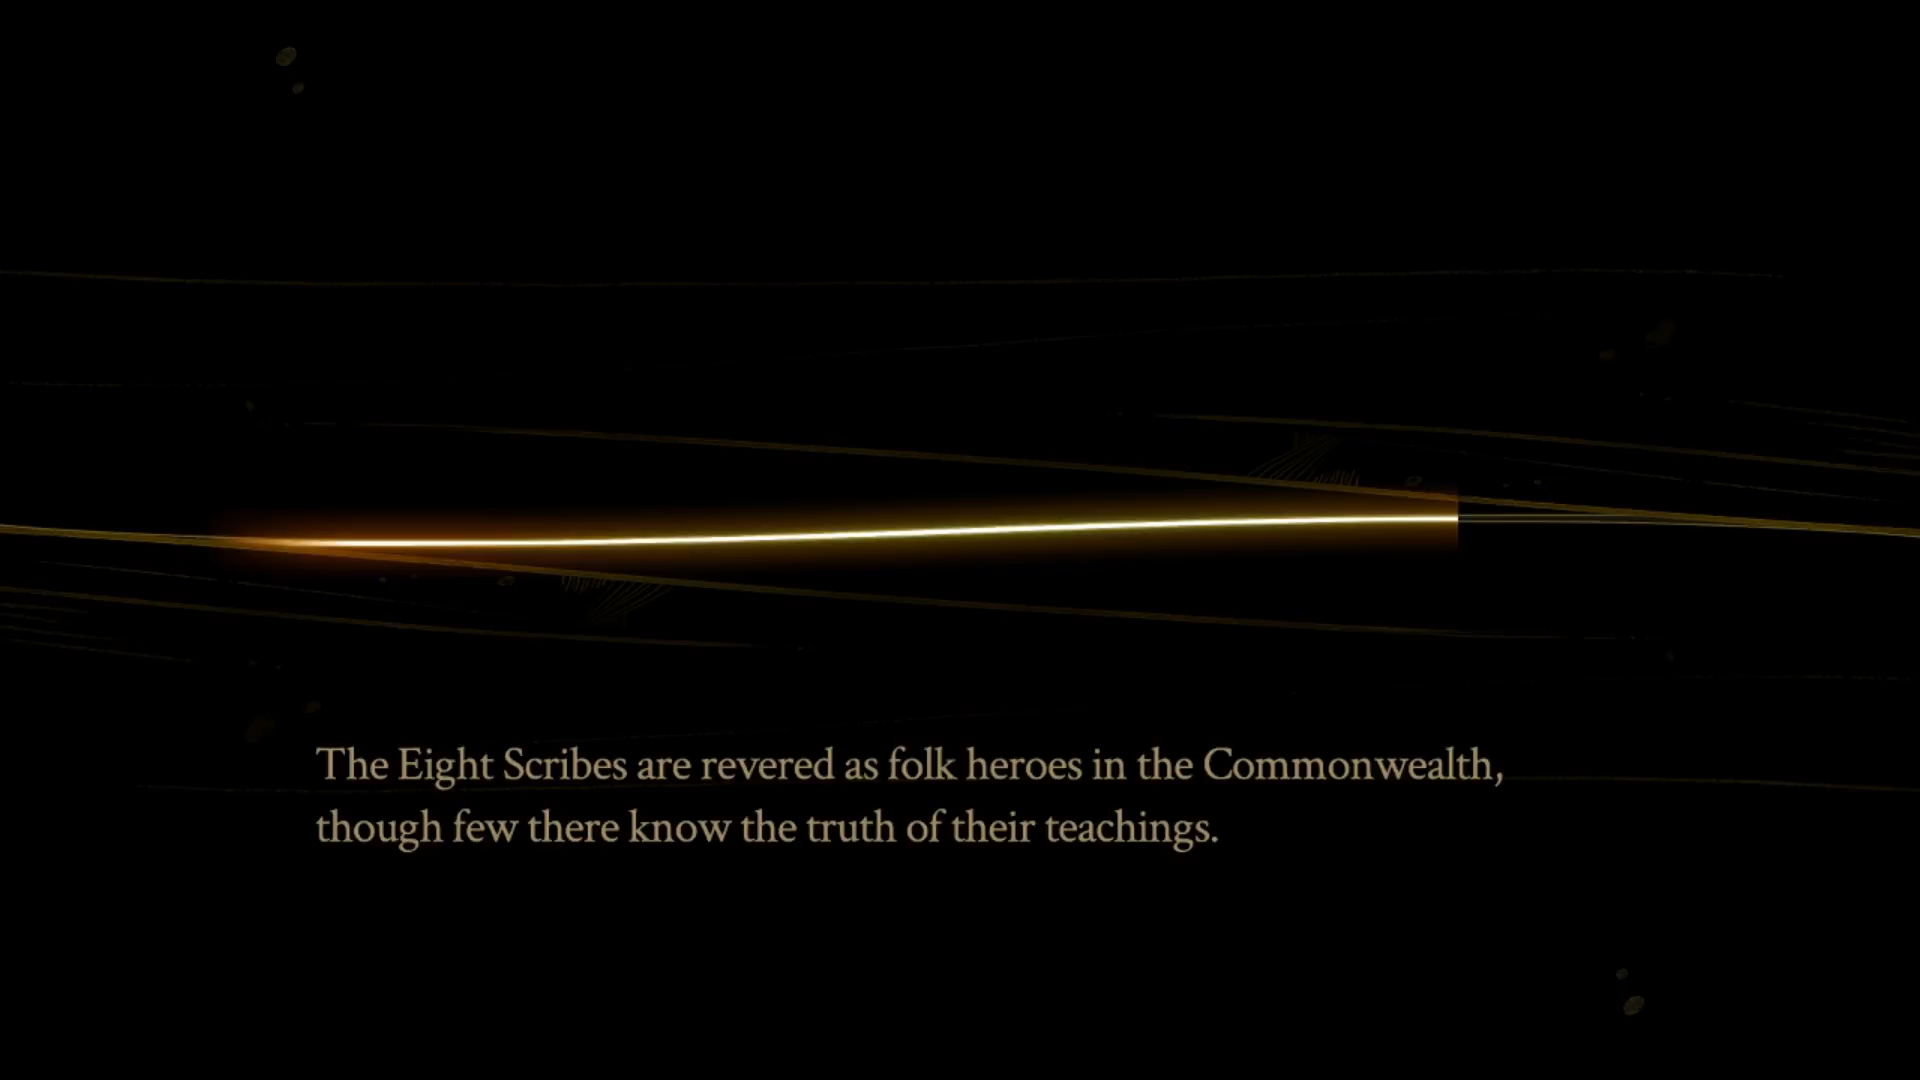 The Eight Scribes are revered as folk heroes in the Commonwealth,
though few there know the truth of their teachings.